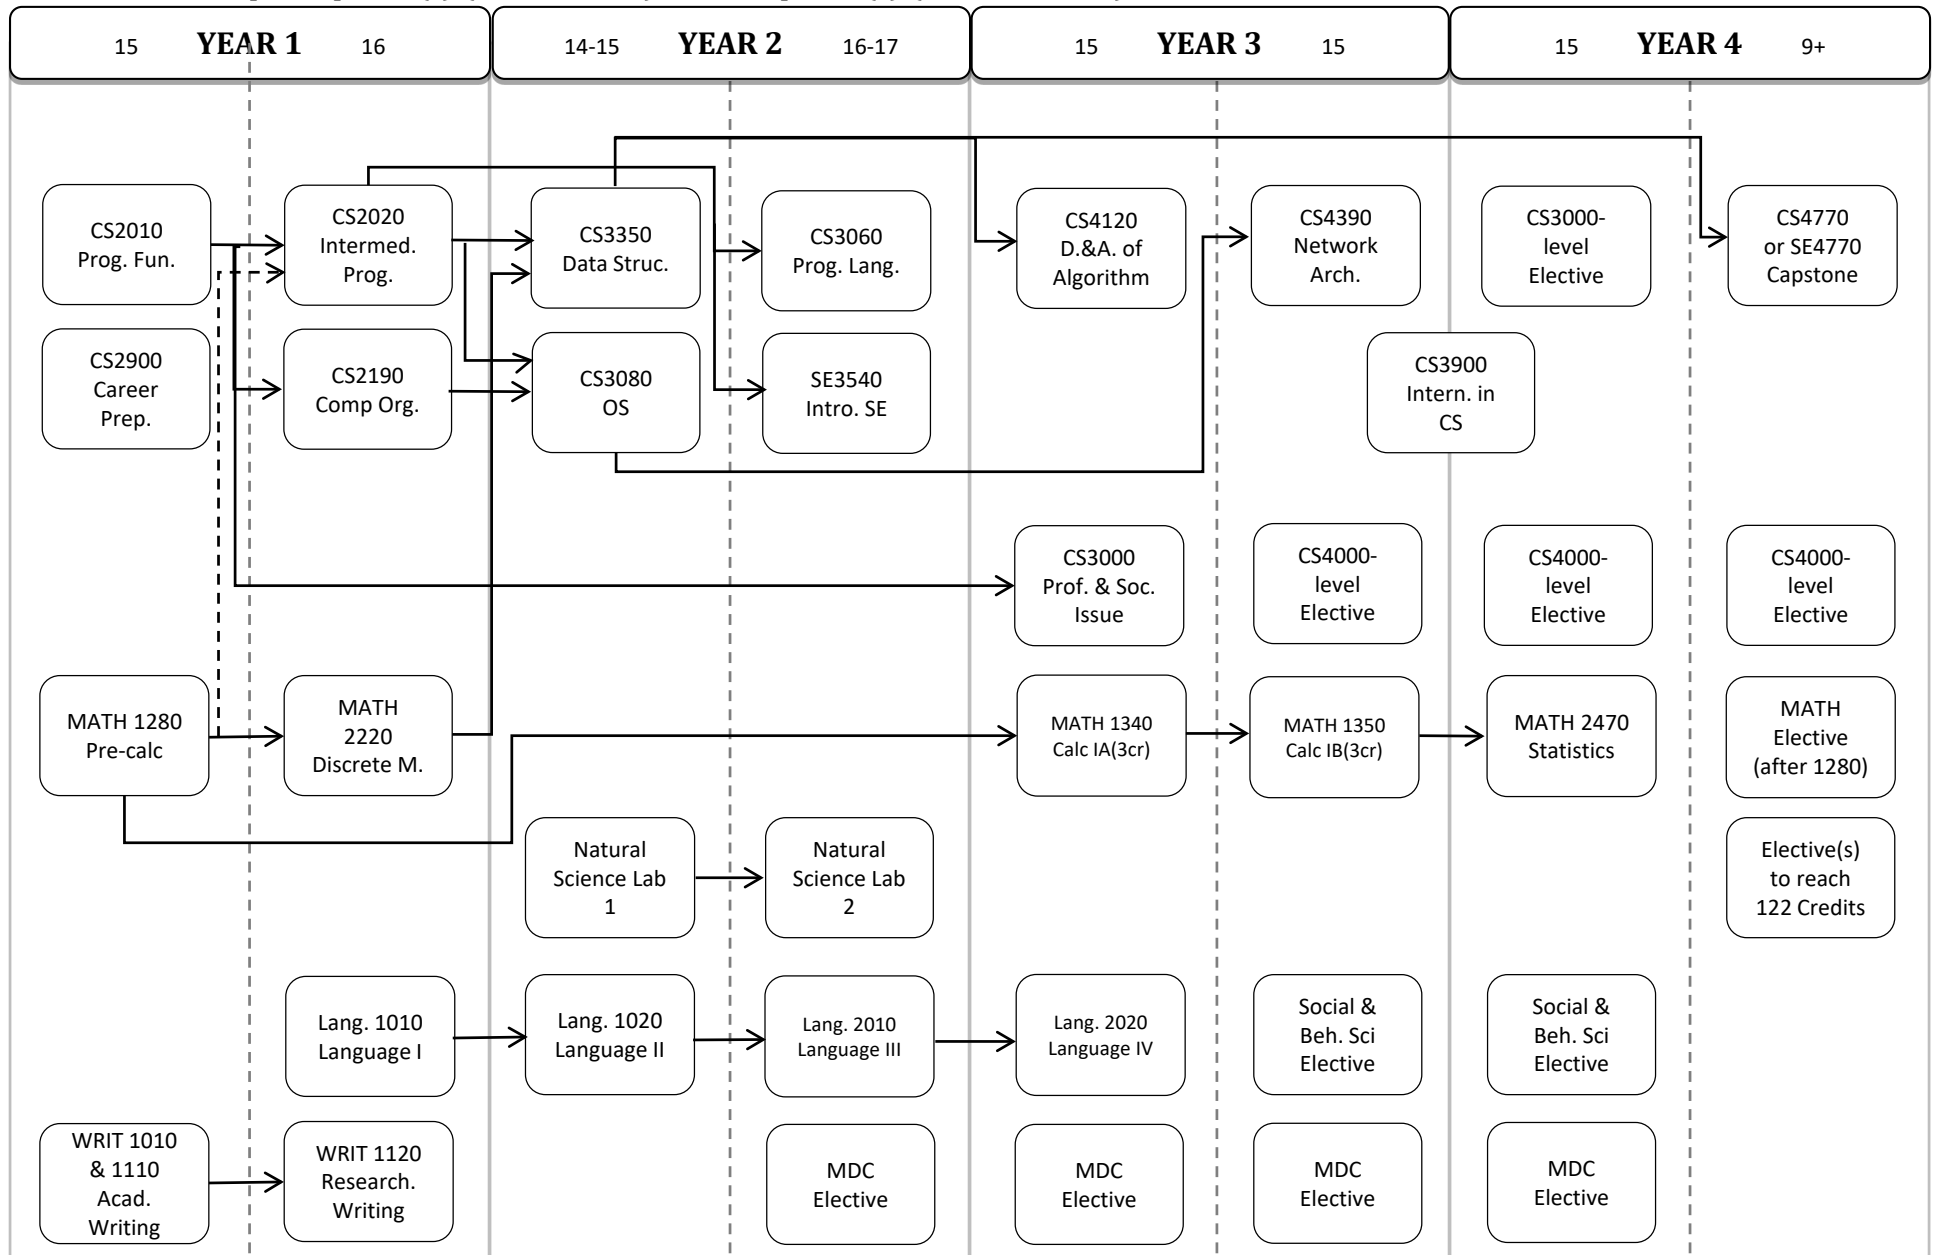 15 YEAR 1 16
14-15 YEAR 2 16-17
15 YEAR 3 15
15 YEAR 4 9+
CS2010
Prog. Fun.
CS2020
Intermed.
Prog.
CS3350
Data Struc.
CS3060
Prog. Lang.
CS4120
D.&A. of
Algorithm
CS4390
Network
Arch.
CS3000-
level
Elective
CS4770
or SE4770
Capstone
CS2900
Career
Prep.
CS2190
Comp Org.
CS3080
OS
SE3540
Intro. SE
CS3900
Intern. in
CS
CS3000
Prof. & Soc.
Issue
CS4000-
level
Elective
CS4000-
level
Elective
CS4000-
level
Elective
MATH 1280
Pre-calc
MATH
2220
Discrete M.
MATH 1340
Calc IA(3cr)
MATH 1350
Calc IB(3cr)
MATH 2470
Statistics
MATH
Elective
(after 1280)
Natural
Science Lab
1
Natural
Science Lab
2
Elective(s)
to reach
122 Credits
Lang. 1010
Language I
Lang. 1020
Language II
Lang. 2010
Language III
Lang. 2020
Language IV
Social &
Beh. Sci
Elective
Social &
Beh. Sci
Elective
WRIT 1010
& 1110
Acad.
Writing
WRIT 1120
Research.
Writing
MDC
Elective
MDC
Elective
MDC
Elective
MDC
Elective